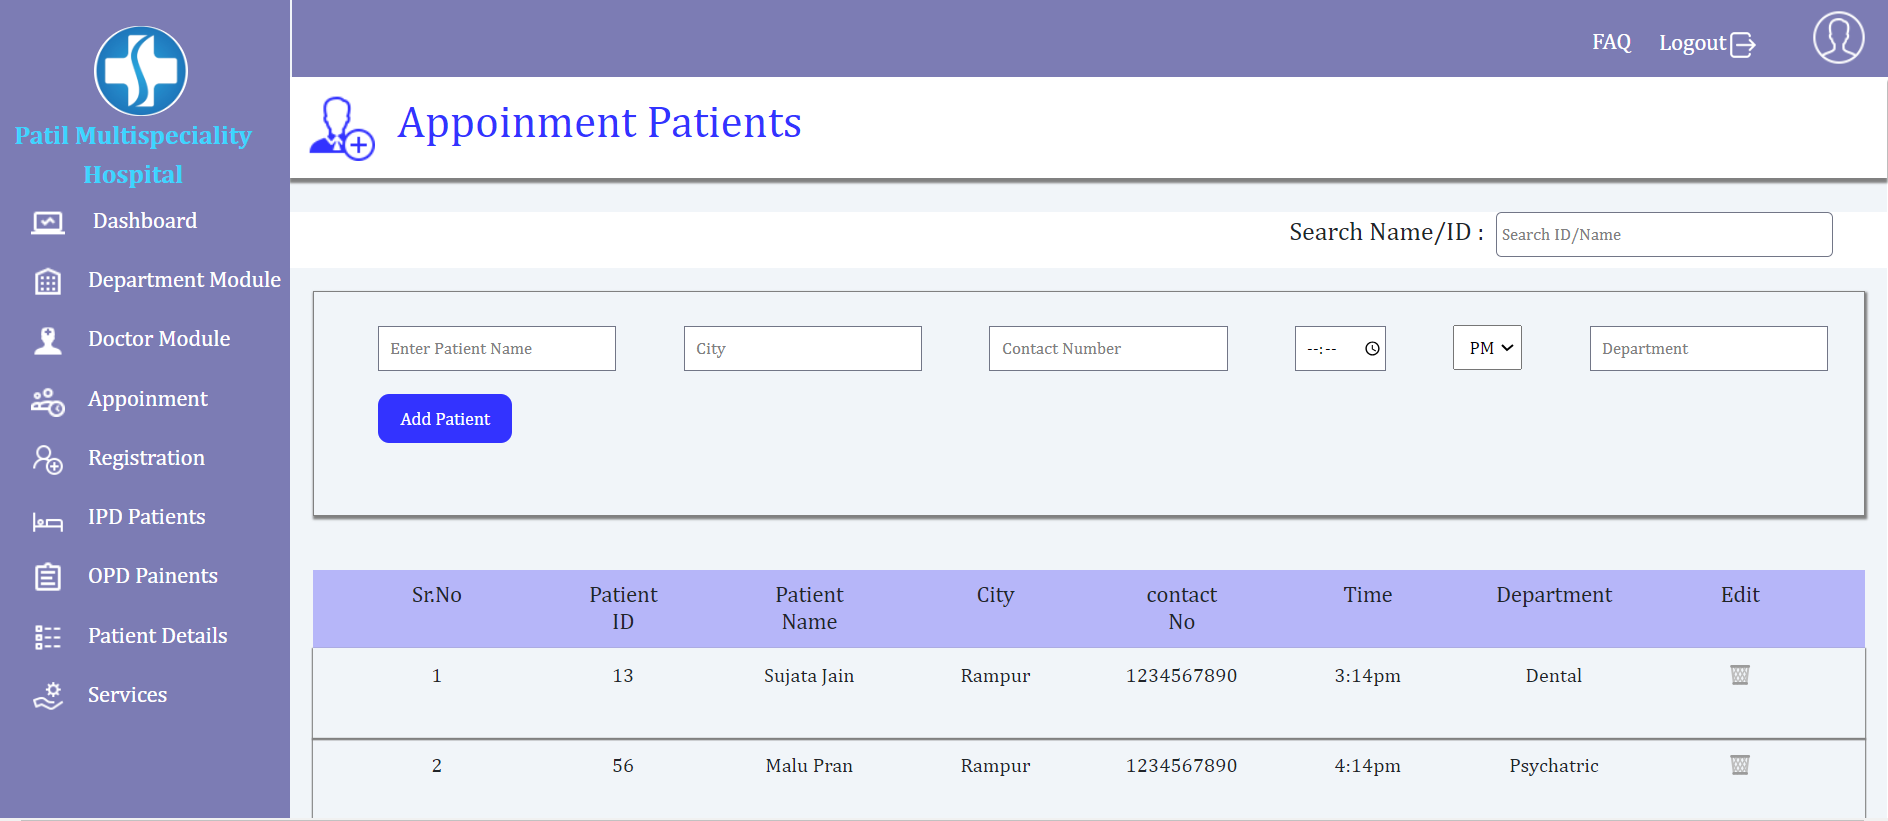 Patil Multispeciality
Hospital
Dashboard
Department Module
Doctor Module
Appoinment
Registration
IPD Patients
OPD Painents
Patient Details
Services
FAQ Logout
Appoinment Patients
Search Name/ID : Search ID/Name
Enter Patient Name City Contact Number --:-- PM Department
Add Patient
Sr.No Patient ID Patient Name City contact No Time Department Edit
1 13 Sujata Jain Rampur 1234567890 3:14pm Dental
2 56 Malu Pran Rampur 1234567890 4:14pm Psychatric